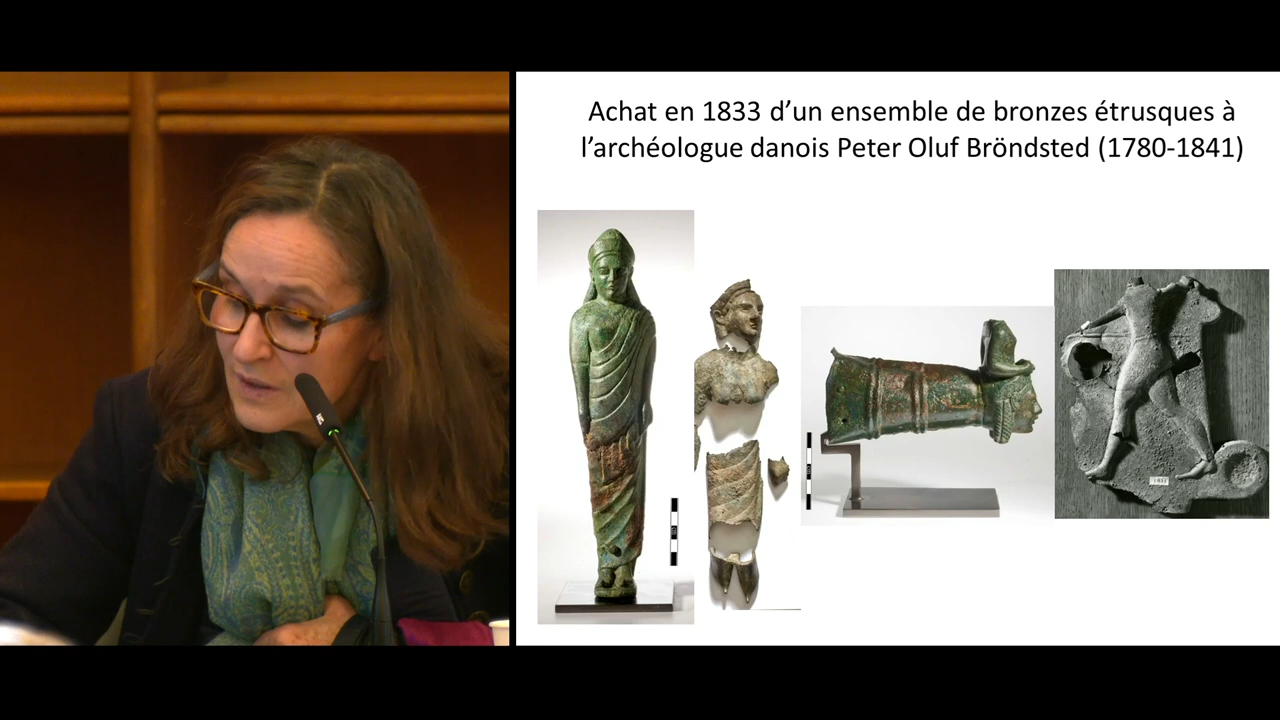 Achat en 1833 d’un ensemble de bronzes étrusques à
l’archéologue danois Peter Oluf Bröndsted (1780-1841)